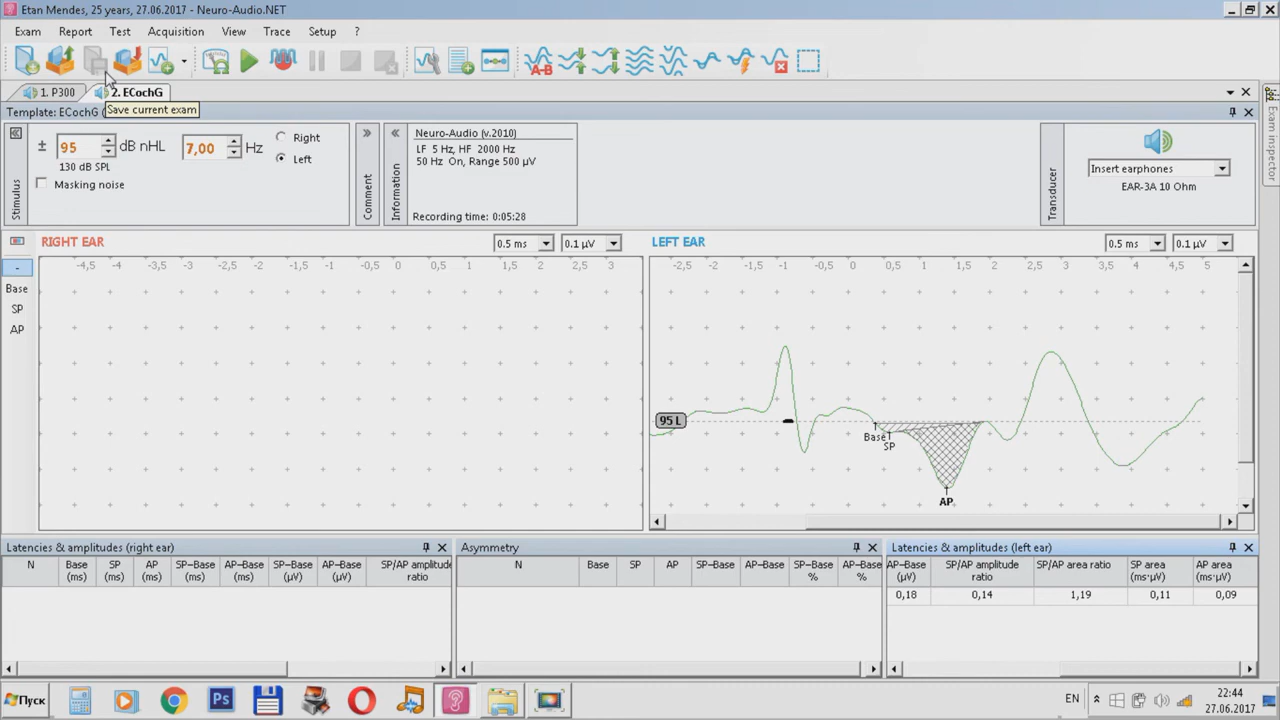 Etan Mendes, 25 years, 27.06.2017 - Neuro-Audio.NET
Exam Report Test Acquisition View Trace Setup ?
A-B
1. P300 2. ECochG
Save current exam
Template: ECochG (
± 95 dB nHL 7,00 Hz Right
Left
130 dB SPL
Masking noise
Stimulus
Comment
Information
Neuro-Audio (v.2010)
LF 5 Hz, HF 2000 Hz
50 Hz On, Range 500 µV
Recording time: 0:05:28
Transducer
Insert earphones
EAR-3A 10 Ohm
Exam inspector
RIGHT EAR 0.5 ms 0.1 µV
LEFT EAR 0.5 ms 0.1 µV
-4,5 -4 -3,5 -3 -2,5 -2 -1,5 -1 -0,5 0 0,5 1 1,5 2 2,5 3
-2,5 -2 -1,5 -1 -0,5 0 0,5 1 1,5 2 2,5 3 3,5 4 4,5 5
-
Base
SP
AP
95 L
Base
SP
AP
Latencies & amplitudes (right ear)
N Base (ms) SP (ms) AP (ms) SP–Base (ms) AP–Base (ms) SP–Base (µV) AP–Base (µV) SP/AP amplitude ratio
Asymmetry
N Base SP AP SP–Base AP–Base SP–Base % AP–Base %
Latencies & amplitudes (left ear)
AP–Base (µV) SP/AP amplitude ratio SP/AP area ratio SP area (ms·µV) AP area (ms·µV)
0,18 0,14 1,19 0,11 0,09
Пуск
Ps
EN
22:44
27.06.2017